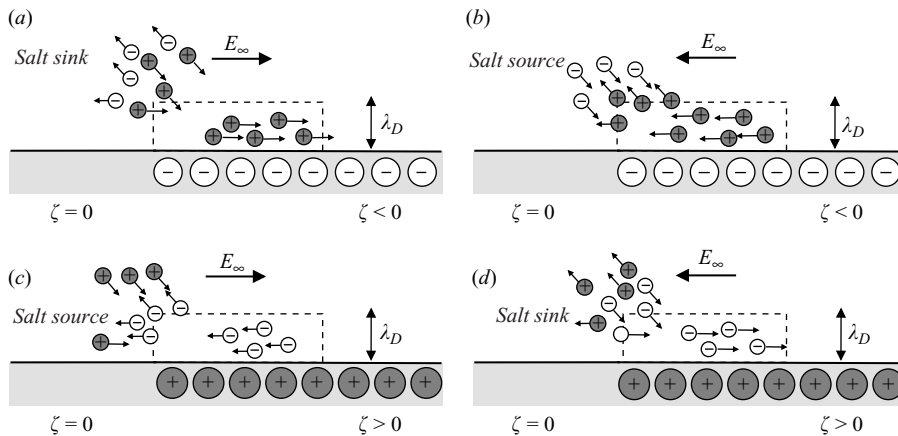 (a)
Salt sink
E∞
λD
ζ = 0
ζ < 0
(b)
Salt source
E∞
λD
ζ = 0
ζ < 0
(c)
Salt source
E∞
λD
ζ = 0
ζ > 0
(d)
Salt sink
E∞
λD
ζ = 0
ζ > 0